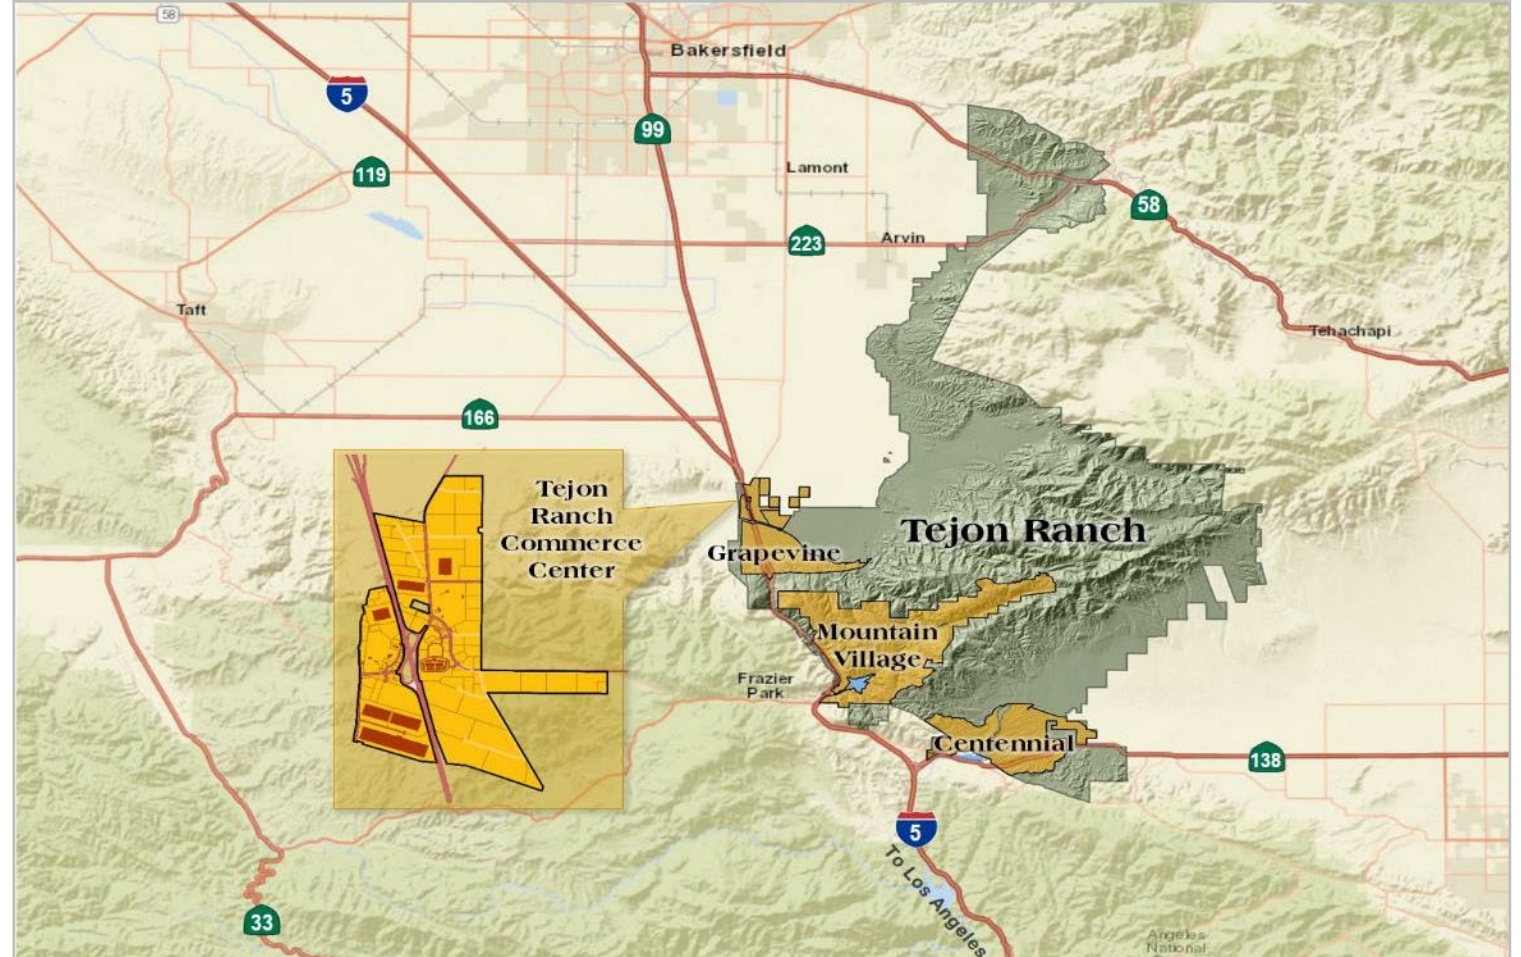 58
Bakersfield
5
99
119
Lamont
58
223
Arvin
Taft
Tehachapi
166
Tejon
Ranch
Commerce
Center
Tejon Ranch
Grapevine
Mountain
Village
Frazier
Park
Centennial
138
5
To Los Angeles
33
Angeles
National